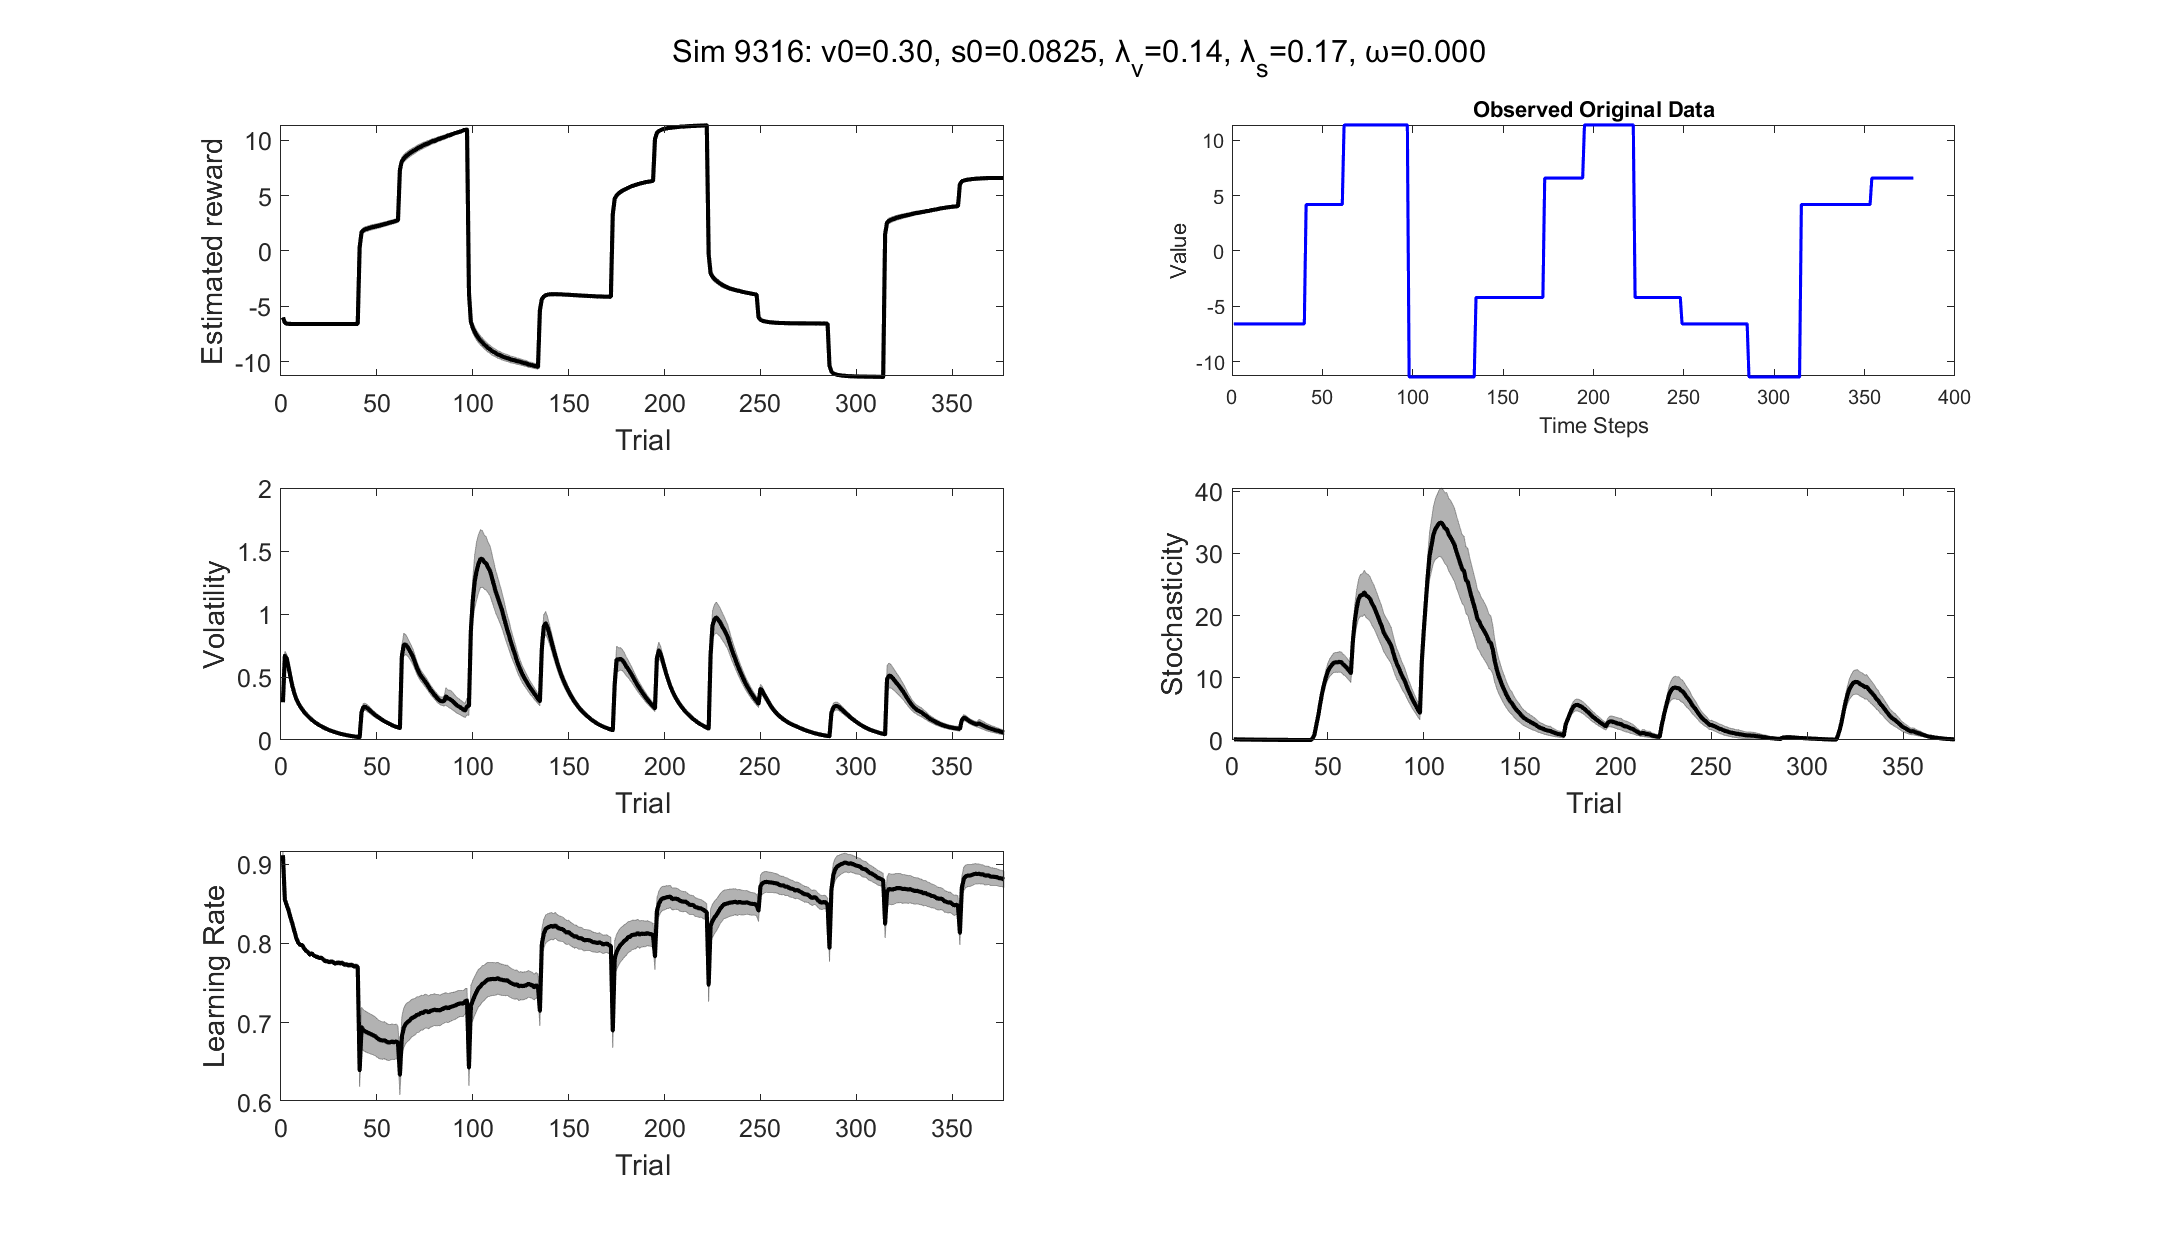 Sim 9316: v0=0.30, s0=0.0825, λ_v=0.14, λ_s=0.17, ω=0.000
Estimated reward
10
5
0
-5
-10
0 50 100 150 200 250 300 350
Trial
Observed Original Data
Value
10
5
0
-5
-10
0 50 100 150 200 250 300 350 400
Time Steps
Volatility
2
1.5
1
0.5
0
0 50 100 150 200 250 300 350
Trial
Stochasticity
40
30
20
10
0
0 50 100 150 200 250 300 350
Trial
Learning Rate
0.9
0.8
0.7
0.6
0 50 100 150 200 250 300 350
Trial